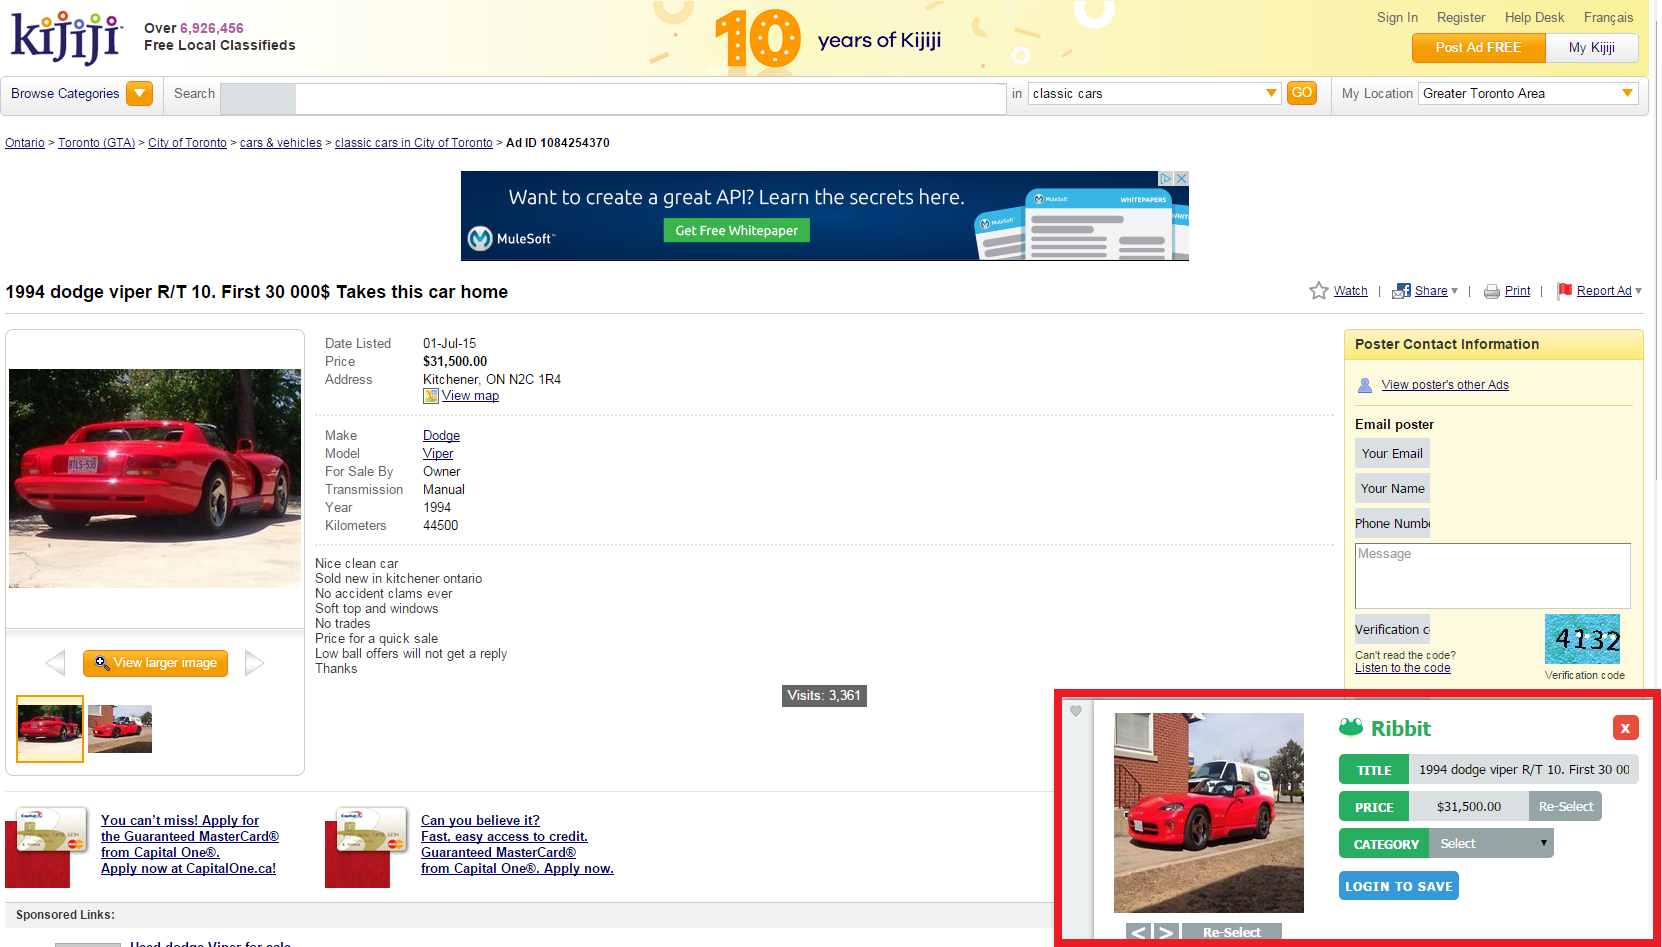 kijiji
Over 6,926,456
Free Local Classifieds
10 years of Kijiji
Sign In Register Help Desk Français
Post Ad FREE My Kijiji
Browse Categories Search in classic cars GO My Location Greater Toronto Area
Ontario > Toronto (GTA) > City of Toronto > cars & vehicles > classic cars in City of Toronto > Ad ID 1084254370
Want to create a great API? Learn the secrets here.
Get Free Whitepaper
MuleSoft
MuleSoft WHITEPAPERS
MuleSoft
1994 dodge viper R/T 10. First 30 000$ Takes this car home
Watch | Share | Print | Report Ad
Date Listed 01-Jul-15
Price $31,500.00
Address Kitchener, ON N2C 1R4
View map
Make Dodge
Model Viper
For Sale By Owner
Transmission Manual
Year 1994
Kilometers 44500
Nice clean car
Sold new in kitchener ontario
No accident clams ever
Soft top and windows
No trades
Price for a quick sale
Low ball offers will not get a reply
Thanks
View larger image
Visits: 3,361
Poster Contact Information
View poster's other Ads
Email poster
Your Email
Your Name
Phone Numbe
Message
Verification c
4132
Can't read the code?
Listen to the code
Verification code
Ribbit
x
TITLE 1994 dodge viper R/T 10. First 30 00
PRICE $31,500.00 Re-Select
CATEGORY Select
LOGIN TO SAVE
< > Re-Select
You can't miss! Apply for
the Guaranteed MasterCard®
from Capital One®.
Apply now at CapitalOne.ca!
Can you believe it?
Fast, easy access to credit.
Guaranteed MasterCard®
from Capital One®. Apply now.
Sponsored Links:
Used dodge Viper for sale